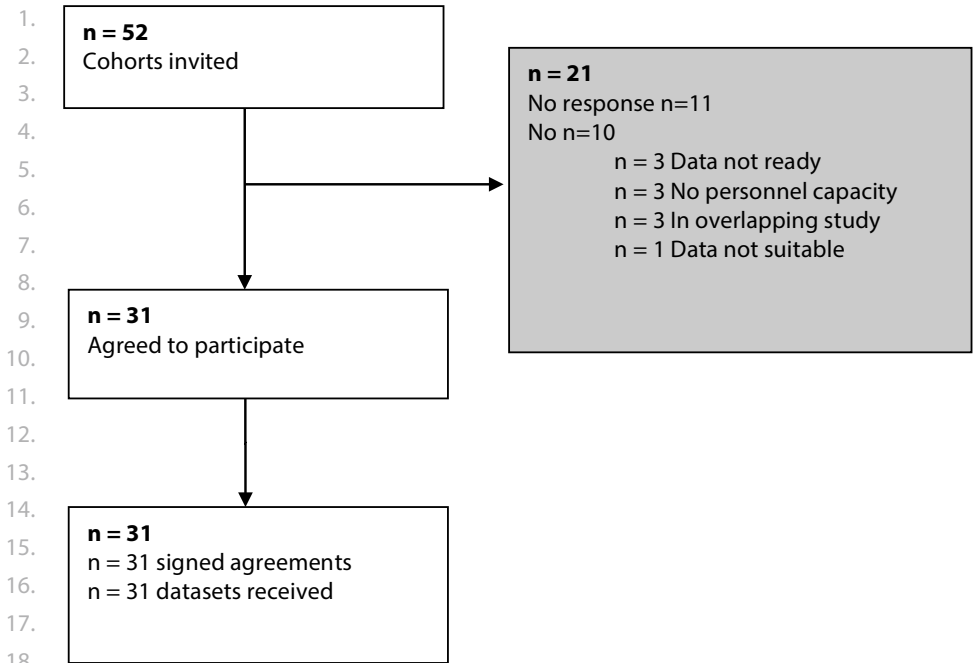 1.
2.
3.
4.
5.
6.
7.
8.
9.
10.
11.
12.
13.
14.
15.
16.
17.
18.
n = 52
Cohorts invited
n = 21
No response n=11
No n=10
n = 3 Data not ready
n = 3 No personnel capacity
n = 3 In overlapping study
n = 1 Data not suitable
n = 31
Agreed to participate
n = 31
n = 31 signed agreements
n = 31 datasets received